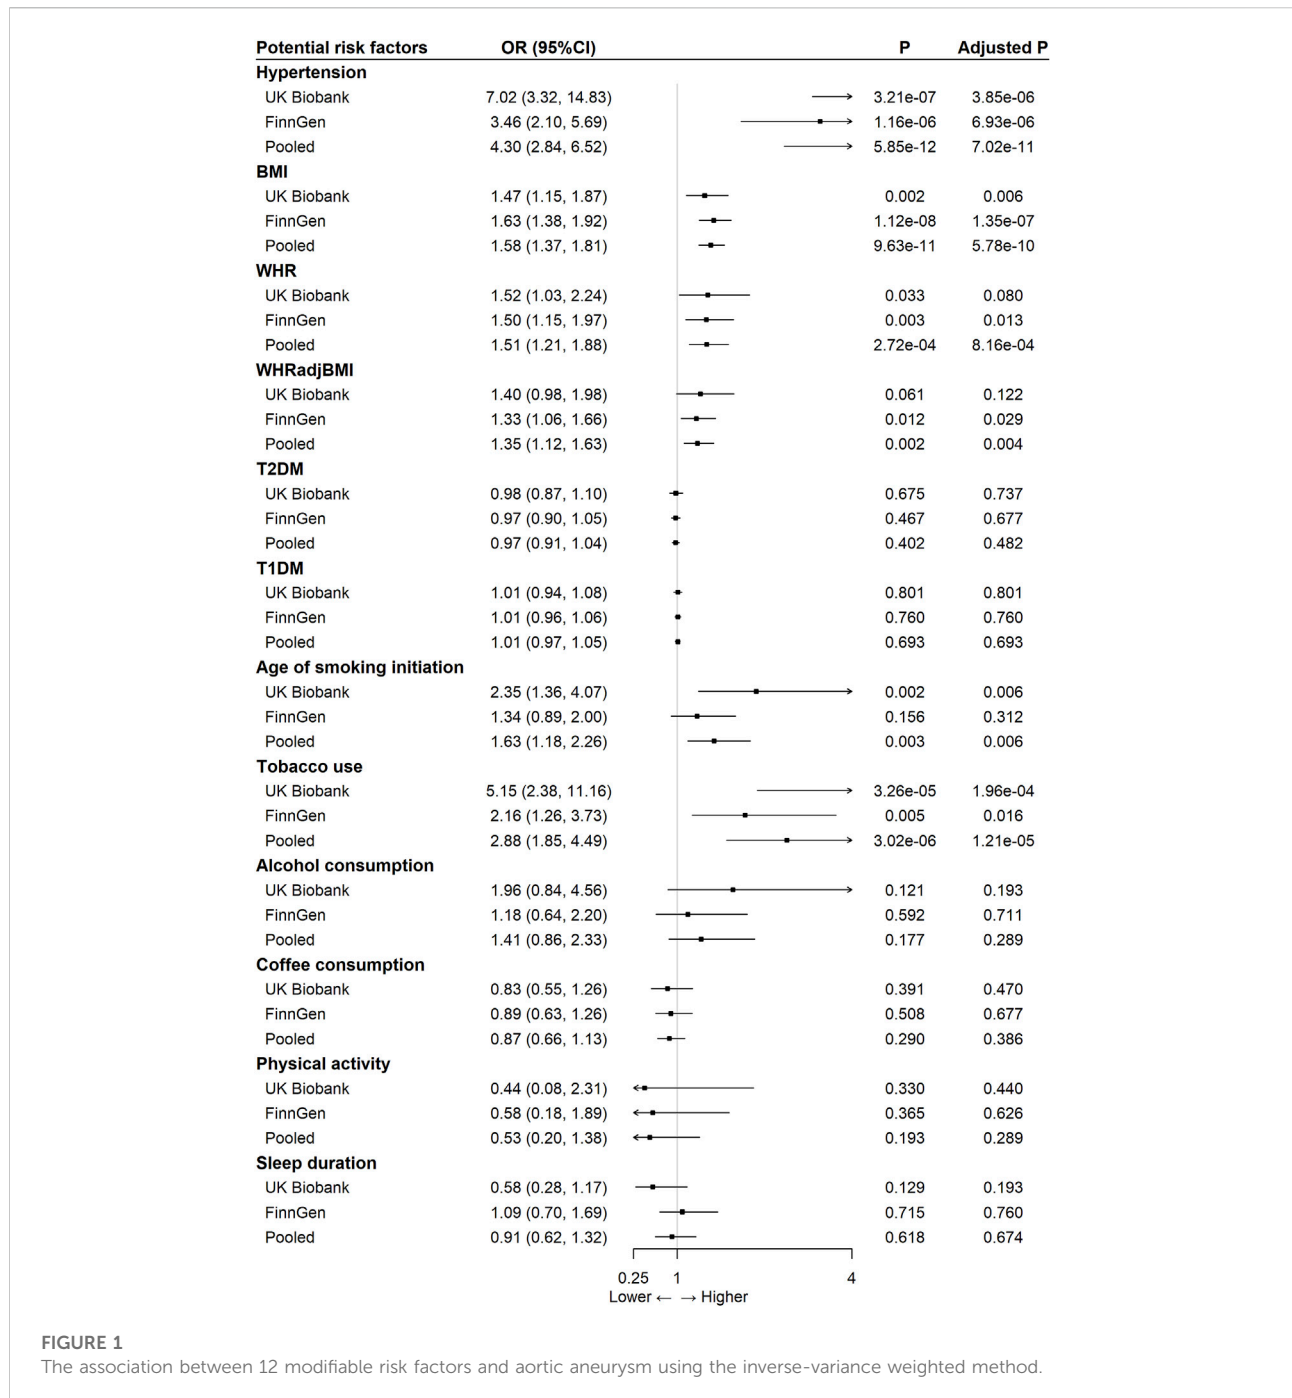 Potential risk factors OR (95%CI) P Adjusted P
Hypertension
UK Biobank 7.02 (3.32, 14.83) 3.21e-07 3.85e-06
FinnGen 3.46 (2.10, 5.69) 1.16e-06 6.93e-06
Pooled 4.30 (2.84, 6.52) 5.85e-12 7.02e-11
BMI
UK Biobank 1.47 (1.15, 1.87) 0.002 0.006
FinnGen 1.63 (1.38, 1.92) 1.12e-08 1.35e-07
Pooled 1.58 (1.37, 1.81) 9.63e-11 5.78e-10
WHR
UK Biobank 1.52 (1.03, 2.24) 0.033 0.080
FinnGen 1.50 (1.15, 1.97) 0.003 0.013
Pooled 1.51 (1.21, 1.88) 2.72e-04 8.16e-04
WHRadjBMI
UK Biobank 1.40 (0.98, 1.98) 0.061 0.122
FinnGen 1.33 (1.06, 1.66) 0.012 0.029
Pooled 1.35 (1.12, 1.63) 0.002 0.004
T2DM
UK Biobank 0.98 (0.87, 1.10) 0.675 0.737
FinnGen 0.97 (0.90, 1.05) 0.467 0.677
Pooled 0.97 (0.91, 1.04) 0.402 0.482
T1DM
UK Biobank 1.01 (0.94, 1.08) 0.801 0.801
FinnGen 1.01 (0.96, 1.06) 0.760 0.760
Pooled 1.01 (0.97, 1.05) 0.693 0.693
Age of smoking initiation
UK Biobank 2.35 (1.36, 4.07) 0.002 0.006
FinnGen 1.34 (0.89, 2.00) 0.156 0.312
Pooled 1.63 (1.18, 2.26) 0.003 0.006
Tobacco use
UK Biobank 5.15 (2.38, 11.16) 3.26e-05 1.96e-04
FinnGen 2.16 (1.26, 3.73) 0.005 0.016
Pooled 2.88 (1.85, 4.49) 3.02e-06 1.21e-05
Alcohol consumption
UK Biobank 1.96 (0.84, 4.56) 0.121 0.193
FinnGen 1.18 (0.64, 2.20) 0.592 0.711
Pooled 1.41 (0.86, 2.33) 0.177 0.289
Coffee consumption
UK Biobank 0.83 (0.55, 1.26) 0.391 0.470
FinnGen 0.89 (0.63, 1.26) 0.508 0.677
Pooled 0.87 (0.66, 1.13) 0.290 0.386
Physical activity
UK Biobank 0.44 (0.08, 2.31) 0.330 0.440
FinnGen 0.58 (0.18, 1.89) 0.365 0.626
Pooled 0.53 (0.20, 1.38) 0.193 0.289
Sleep duration
UK Biobank 0.58 (0.28, 1.17) 0.129 0.193
FinnGen 1.09 (0.70, 1.69) 0.715 0.760
Pooled 0.91 (0.62, 1.32) 0.618 0.674
0.25 1 4
Lower ← → Higher
FIGURE 1
The association between 12 modifiable risk factors and aortic aneurysm using the inverse-variance weighted method.